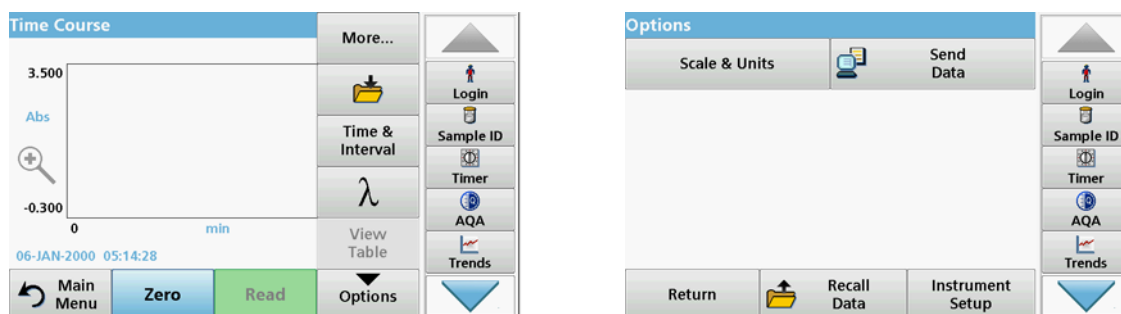 Time Course
More...
3.500
Abs
Time &
Interval
λ
-0.300
0
min
View
Table
06-JAN-2000 05:14:28
Main
Menu
Zero
Read
Options
Login
Sample ID
Timer
AQA
Trends
Options
Scale & Units
Send
Data
Return
Recall
Data
Instrument
Setup
Login
Sample ID
Timer
AQA
Trends